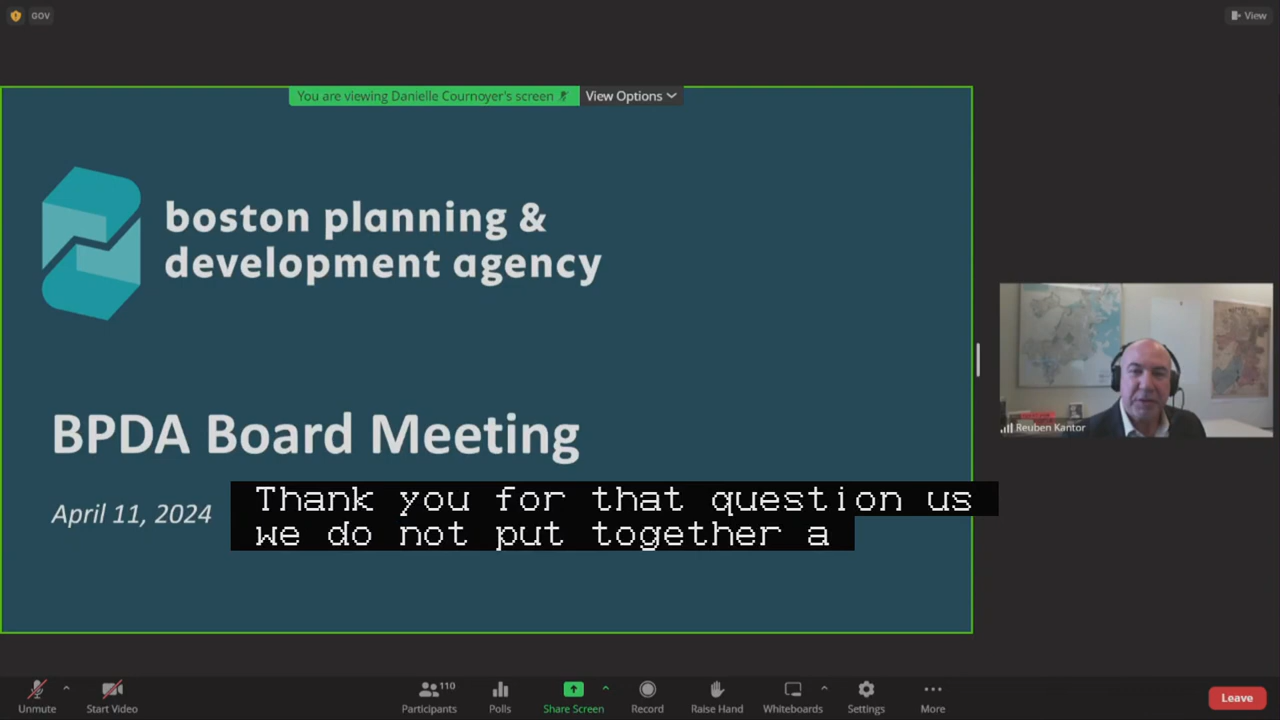 GOV
View
You are viewing Danielle Cournoyer's screen
View Options
boston planning &
development agency
BPDA Board Meeting
April 11, 2024
Thank you for that question us
we do not put together a
Reuben Kantor
Unmute
Start Video
Participants
110
Polls
Share Screen
Record
Raise Hand
Whiteboards
Settings
More
Leave